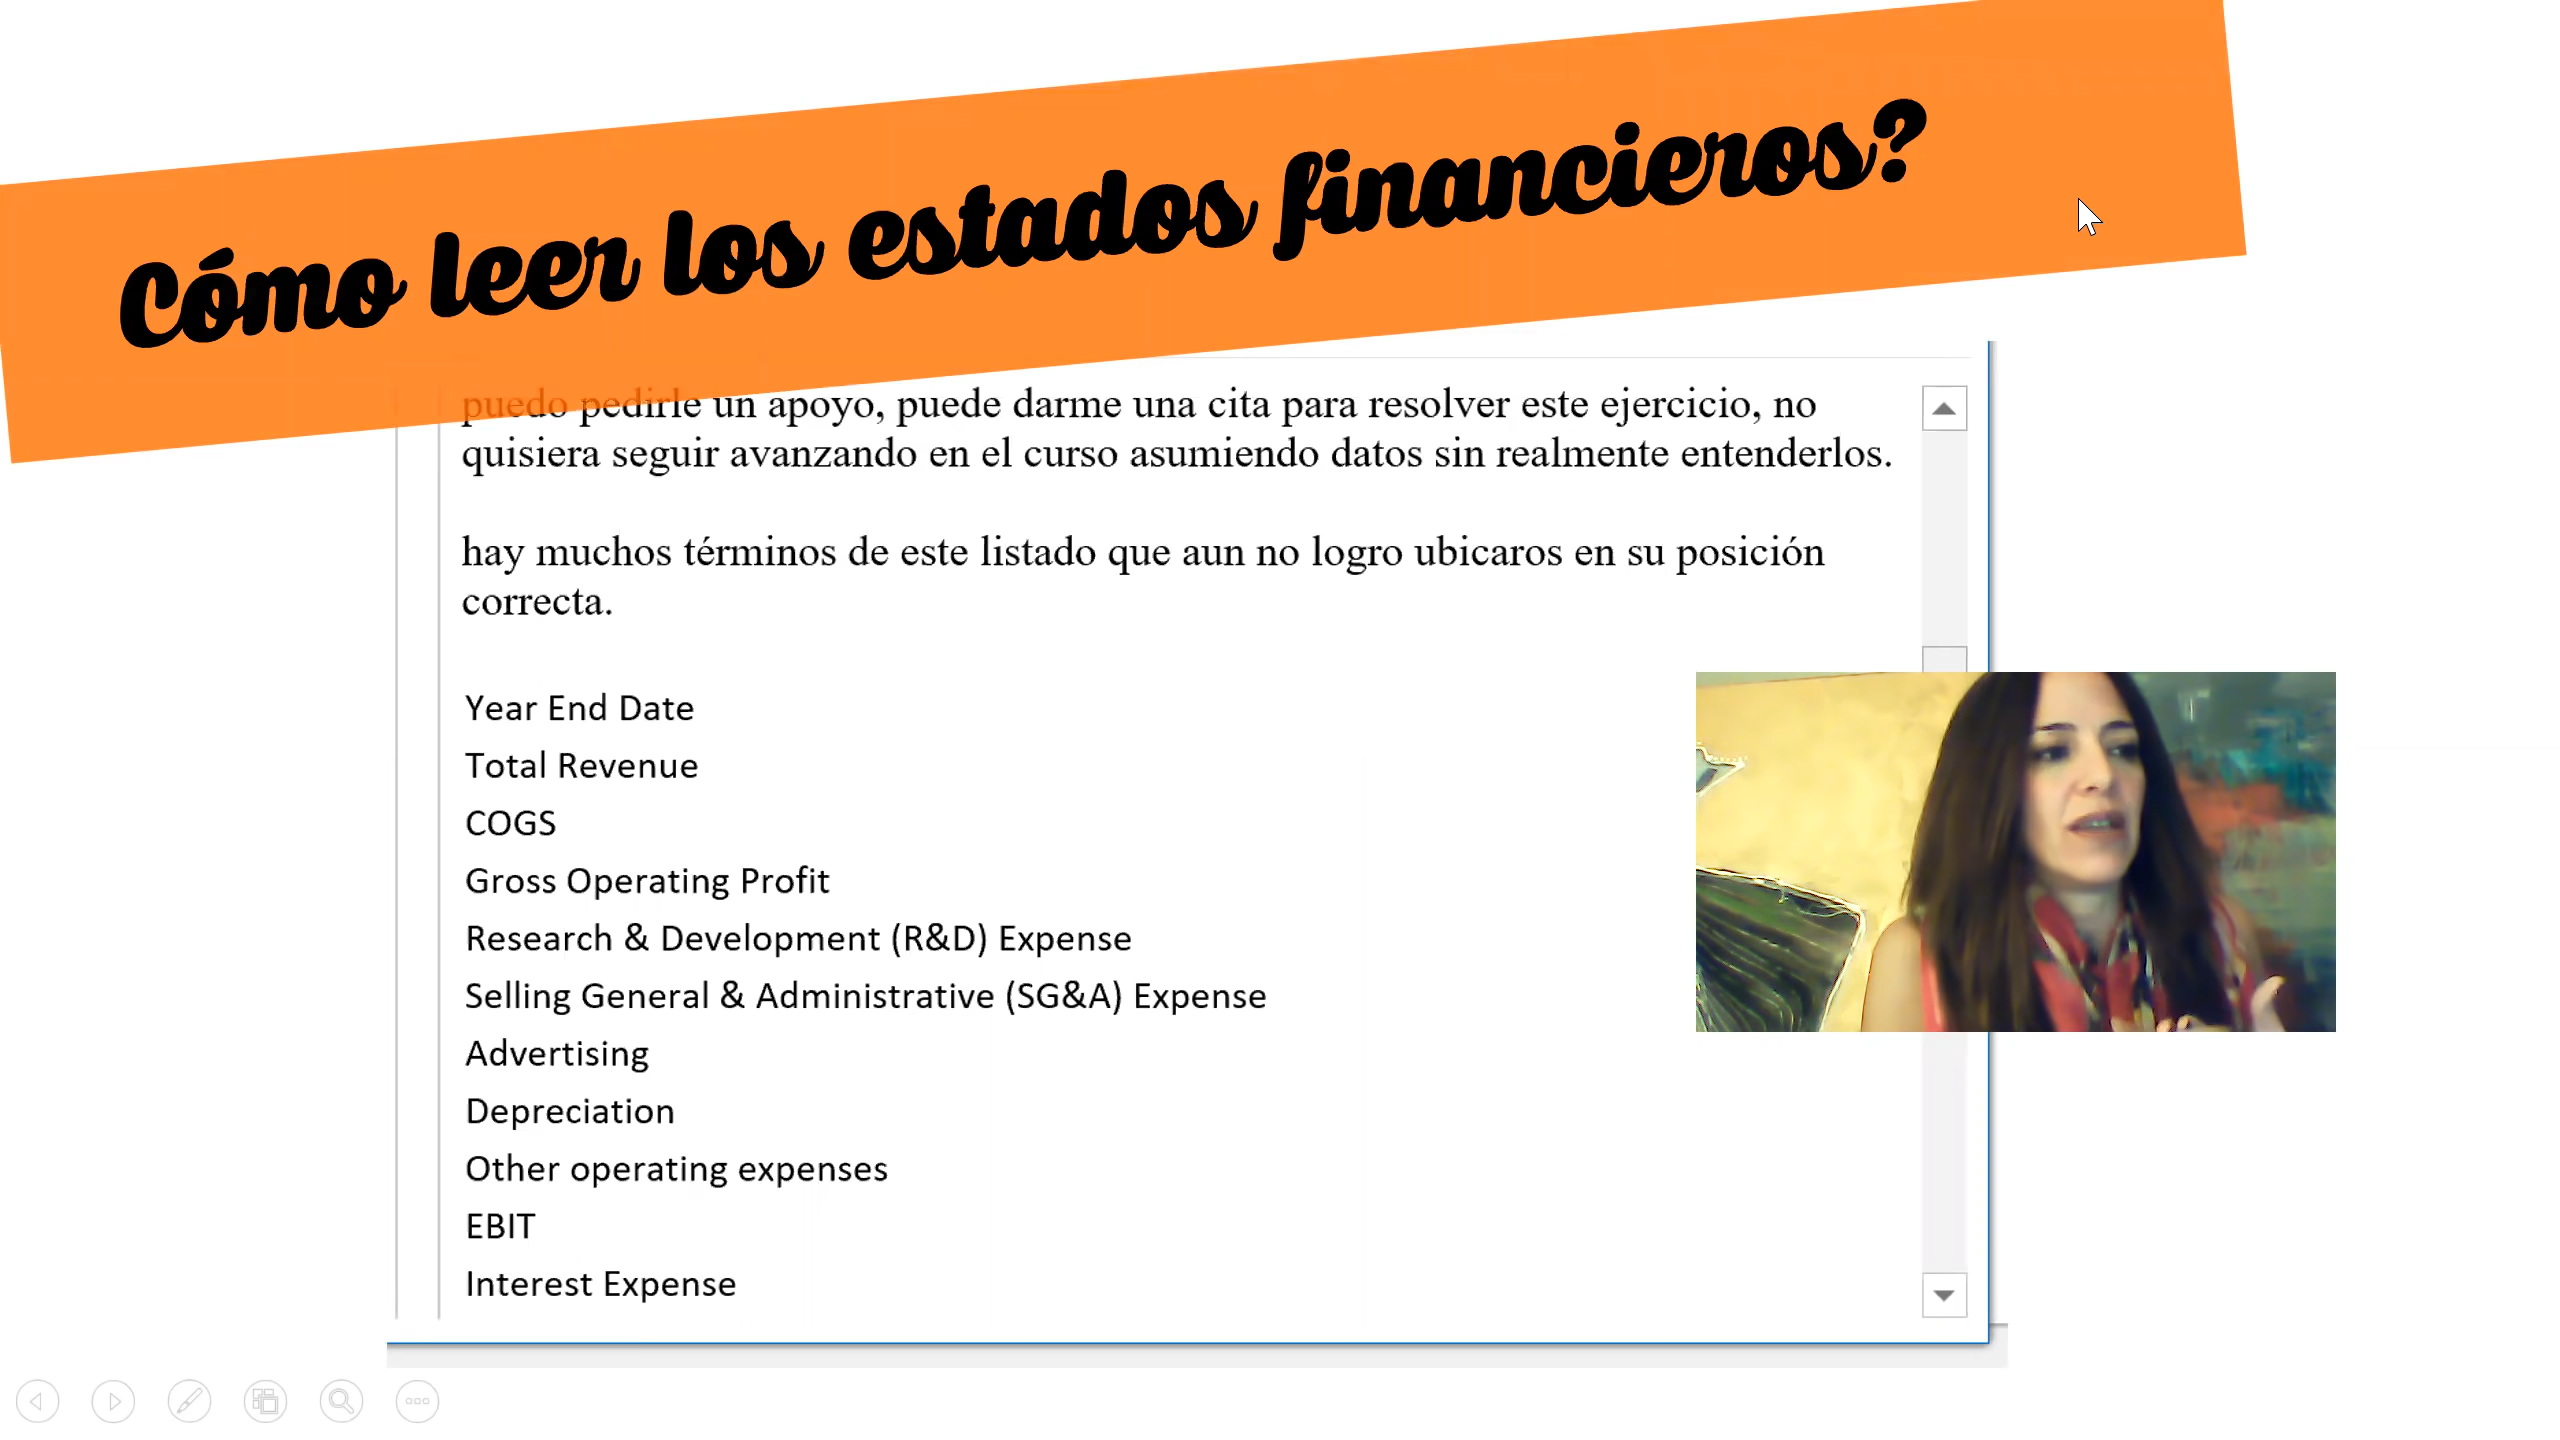 Cómo leer los estados financieros?
puedo pedirle un apoyo, puede darme una cita para resolver este ejercicio, no
quisiera seguir avanzando en el curso asumiendo datos sin realmente entenderlos.
hay muchos términos de este listado que aun no logro ubicaros en su posición
correcta.
Year End Date
Total Revenue
COGS
Gross Operating Profit
Research & Development (R&D) Expense
Selling General & Administrative (SG&A) Expense
Advertising
Depreciation
Other operating expenses
EBIT
Interest Expense